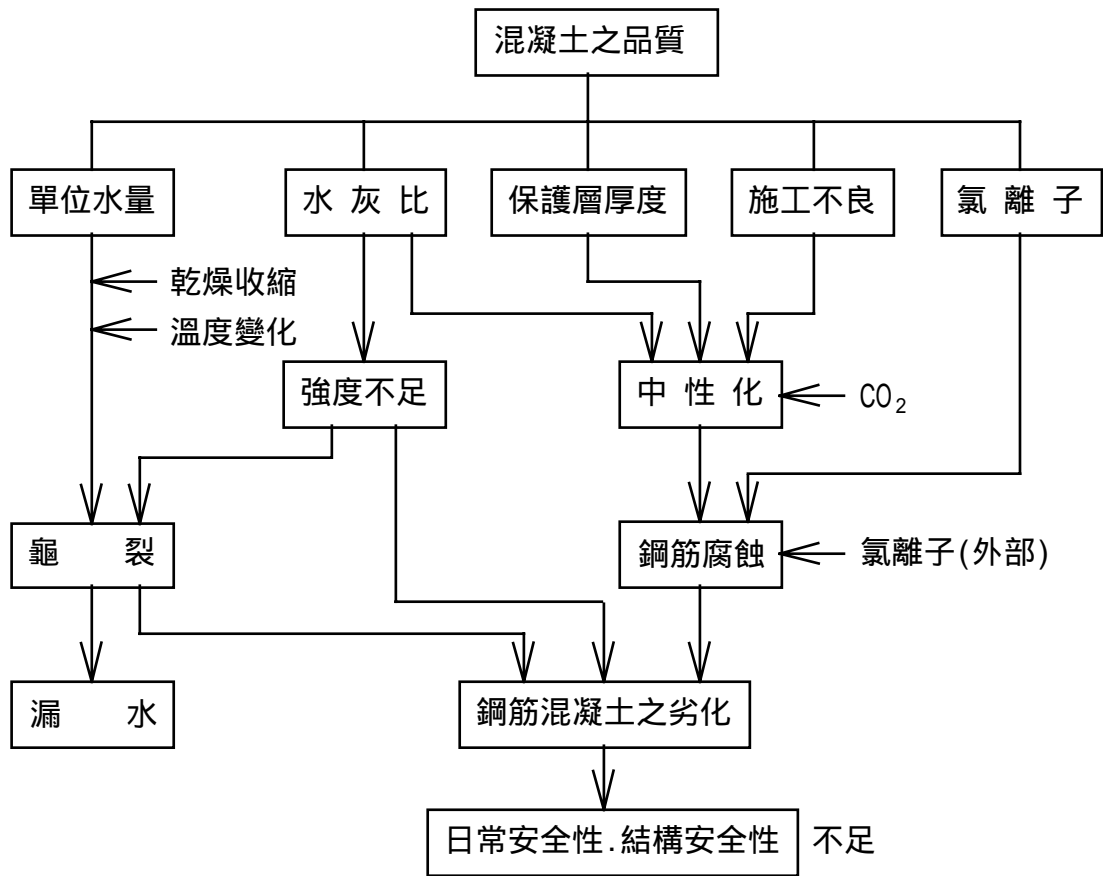 混凝土之品質
單位水量
水灰比
保護層厚度
施工不良
氯離子
乾燥收縮
溫度變化
強度不足
中性化
CO₂
龜裂
鋼筋腐蝕
氯離子(外部)
漏水
鋼筋混凝土之劣化
日常安全性.結構安全性 不足